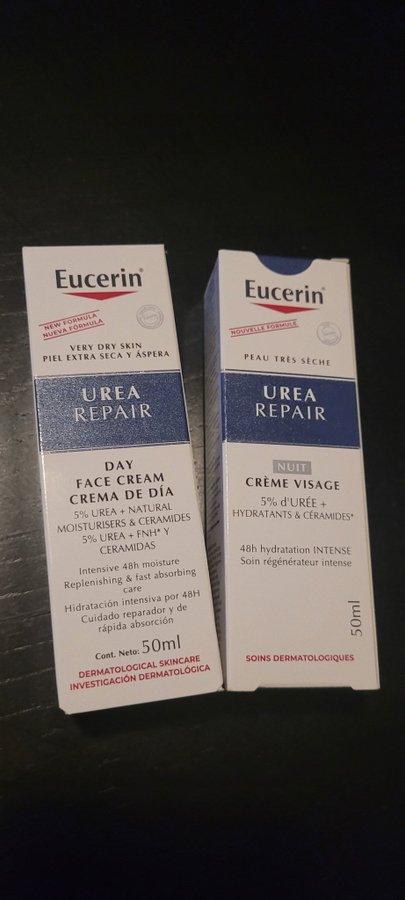 Eucerin®
NEW FORMULA
NUEVA FÓRMULA
VERY DRY SKIN
PIEL EXTRA SECA Y ÁSPERA
UREA
REPAIR
DAY
FACE CREAM
CREMA DE DÍA
5% UREA + NATURAL
MOISTURISERS & CERAMIDES
5% UREA + FNH* Y
CERAMIDAS
Intensive 48h moisture
Replenishing & fast absorbing
care
Hidratación intensiva por 48H
Cuidado reparador y de
rápida absorción
Cont. Neto: 50ml
DERMATOLOGICAL SKINCARE
INVESTIGACIÓN DERMATOLÓGICA
Eucerin®
NOUVELLE FORMULE
PEAU TRÈS SÈCHE
UREA
REPAIR
NUIT
CRÈME VISAGE
5% d'URÉE +
HYDRATANTS & CÉRAMIDES*
48h hydratation INTENSE
Soin régénérateur intense
50ml
SOINS DERMATOLOGIQUES